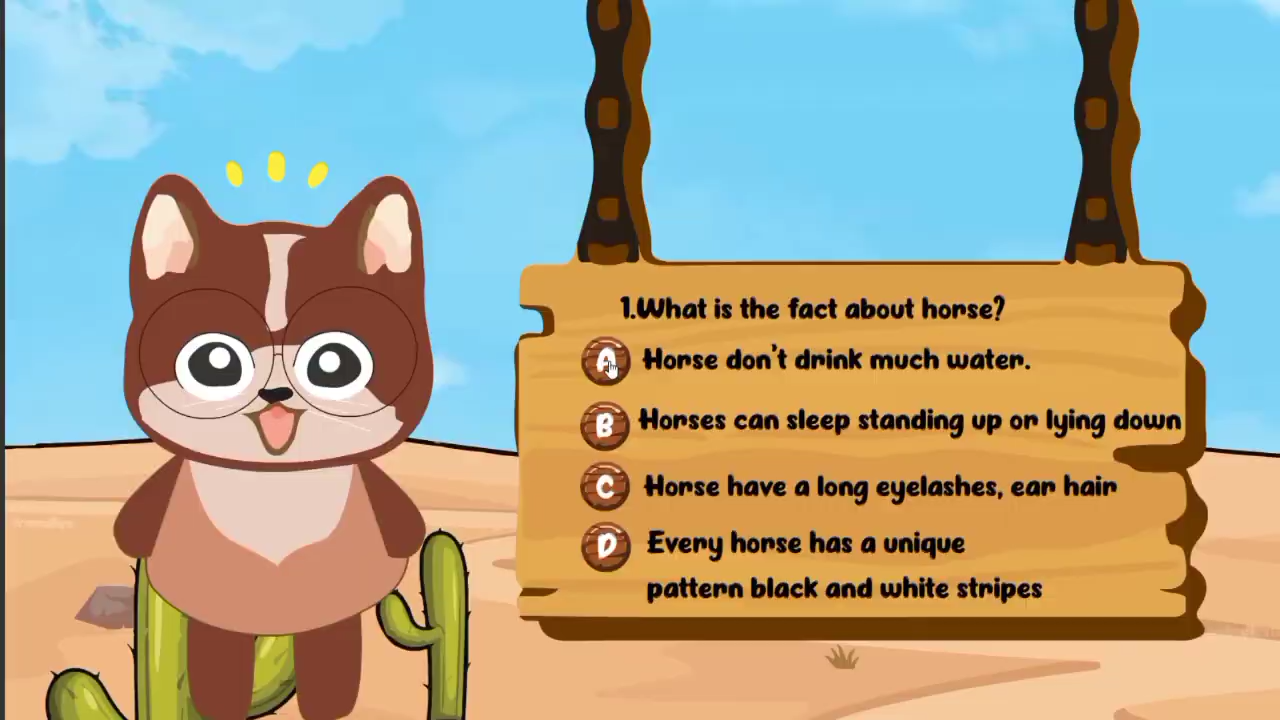 1.What is the fact about horse?
A Horse don't drink much water.
B Horses can sleep standing up or lying down
C Horse have a long eyelashes, ear hair
D Every horse has a unique
pattern black and white stripes